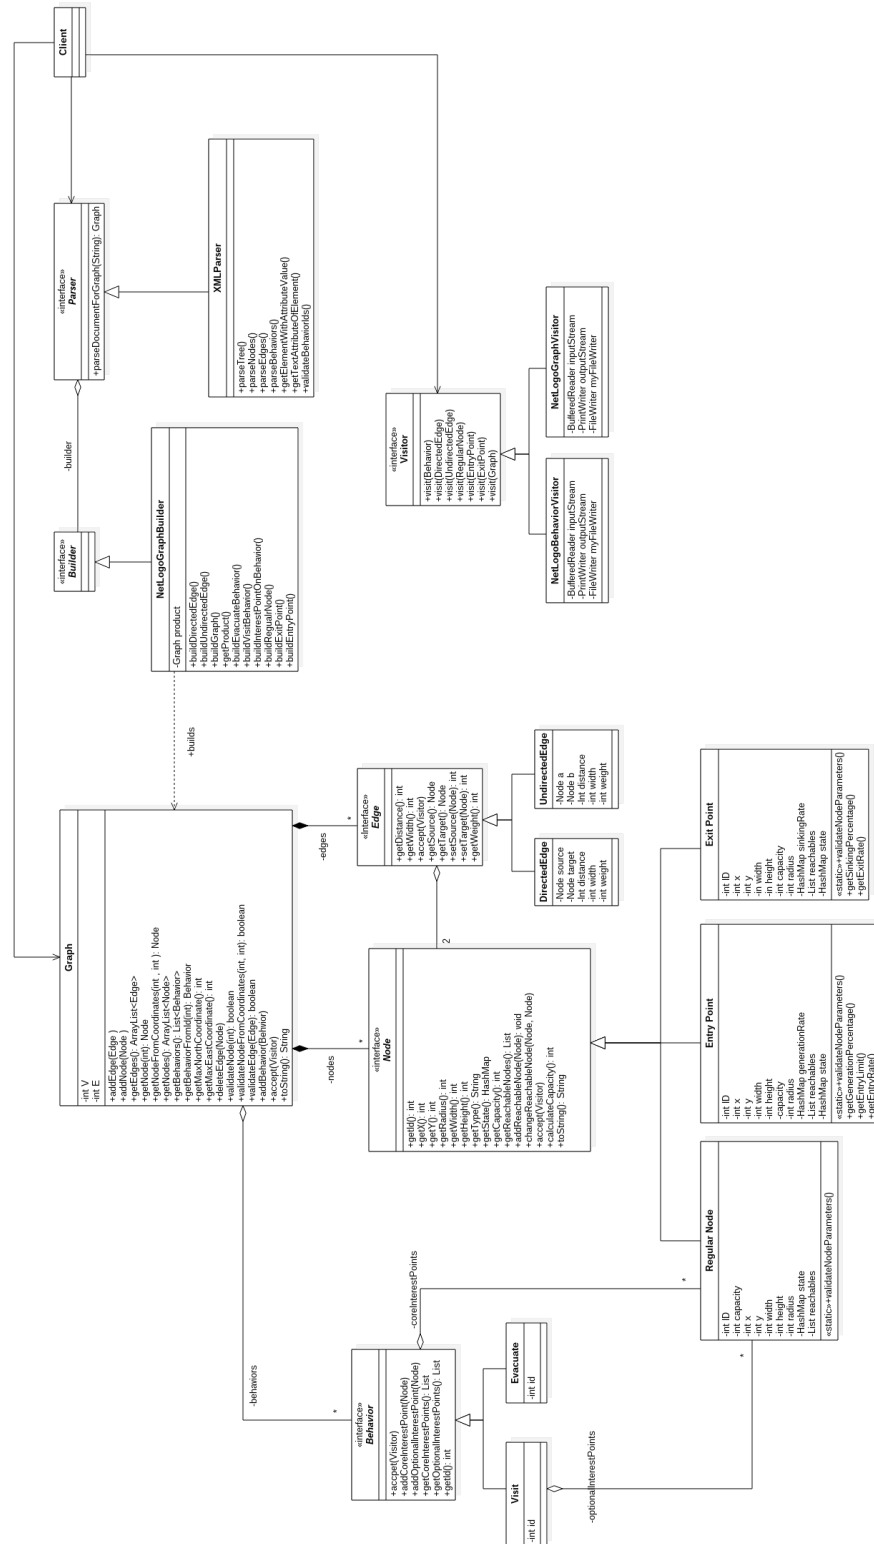 Client
«interface»
Parser
+parseDocumentForGraph(String): Graph
XMLParser
+parseTree()
+parseNodes()
+parseEdges()
+parseBehaviors()
+getElementWithAttributeValue()
+getTextAttributeOfElement()
+validateBehaviorIds()
-builder
«interface»
Builder
NetLogoGraphBuilder
-Graph product
+buildDirectedEdge()
+buildUndirectedEdge()
+buildGraph()
+getProduct()
+buildEvacuateBehavior()
+buildVisitBehavior()
+buildInterestPointOnBehavior()
+buildRegualrNode()
+buildExitPoint()
+buildEntryPoint()
+builds
«interface»
Visitor
+visit(Behavior)
+visit(DirectedEdge)
+visit(UndirectedEdge)
+visit(RegularNode)
+visit(EntryPoint)
+visit(ExitPoint)
+visit(Graph)
NetLogoGraphVisitor
-BufferedReader inputStream
-PrintWriter outputStream
-FileWriter myFileWriter
NetLogoBehaviorVisitor
-BufferedReader inputStream
-PrintWriter outputStream
-FileWriter myFileWriter
Graph
-int V
-int E
+addEdge(Edge )
+addNode(Node )
+getEdges(): ArrayList<Edge>
+getNode(int): Node
+getNodeFromCoordinates(int , int ): Node
+getNodes(): ArrayList<Node>
+getBehaviors(): List<Behavior>
+getBehaviorFromId(int): Behavior
+getMaxNorthCoordinate(): int
+getMaxEastCoordinate(): int
+deleteEdge(Node)
+validateNode(int): boolean
+validateNodeFromCoordinates(int, int): boolean
+validateEdge(Edge): boolean
+addBehavior(Behvior)
+accept(Visitor)
+toString(): String
-edges
*
«Interface»
Edge
+getDistance(): int
+getWidth(): int
+accept(Visitor)
+getSource(): Node
+getTarget(): Node
+setSource(Node): int
+setTarget(Node): int
+getWeight(): int
UndirectedEdge
-Node a
-Node b
-Int distance
-int width
-int weight
DirectedEdge
-Node source
-Node target
-Int distance
-int width
-int weight
2
-nodes
*
«interface»
Node
+getId(): int
+getX(): int
+getY(): int
+getRadius(): int
+getWidth(): int
+getHeight(): int
+getType(): String
+getState(): HashMap
+getCapacity(): int
+getReachableNodes(): List
+addReachableNode(Node): void
+changeReachableNode(Node, Node)
+accept(Visitor)
+calculateCapacity(): int
+toString(): String
Exit Point
-int ID
-int x
-int y
-in width
-in height
-int capacity
-int radius
-HashMap sinkingRate
-List reachables
-HashMap state
«static»+validateNodeParameters()
+getSinkingPercentage()
+getExitRate()
Entry Point
-int ID
-int x
-int y
-int width
-int height
-capacity
-int radius
-HashMap generationRate
-List reachables
-HashMap state
«static»+validateNodeParameters()
+getGenerationPercentage()
+getEntryLimit()
+getEntryRate()
Regular Node
-int ID
-int capacity
-int x
-int y
-int width
-int height
-int radius
-HashMap state
-List reachables
«static»+validateNodeParameters()
-behaviors
*
«interface»
Behavior
+accpet(Visitor)
+addCoreInterestPoint(Node)
+addOptionalInterestPoint(Node)
+getCoreInterestPoints(): List
+getOptionalInterestPoints(): List
+getId(): int
-coreInterestPoints
*
Evacuate
-int id
Visit
-int id
-optionalInterestPoints
*